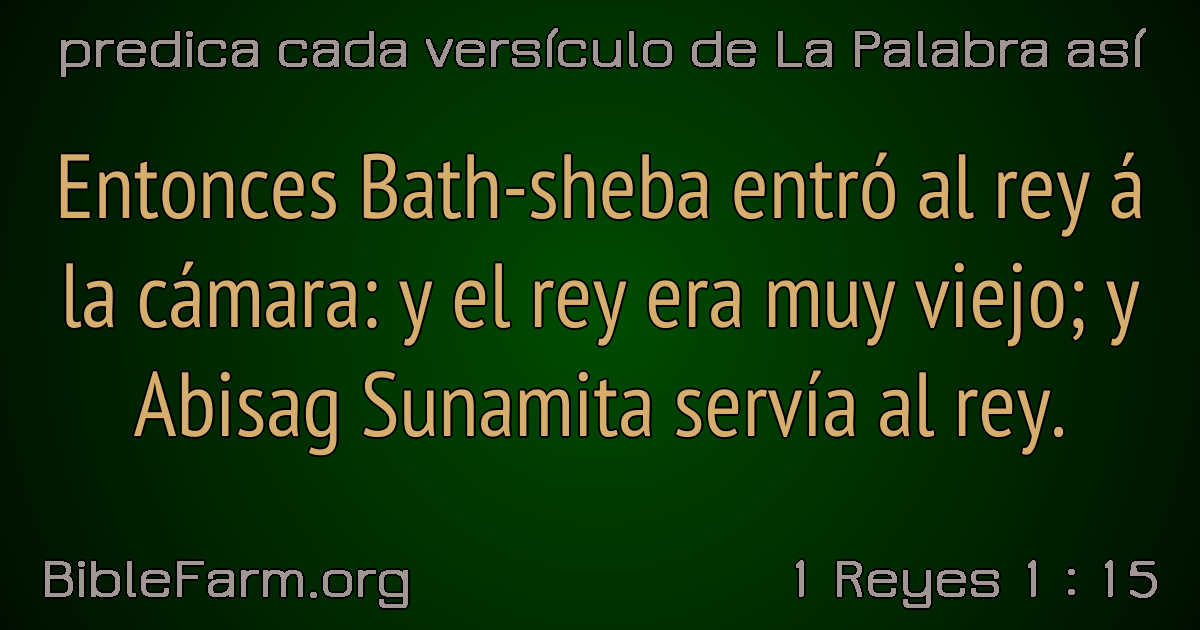 predica cada versículo de La Palabra así
Entonces Bath-sheba entró al rey á
la cámara: y el rey era muy viejo; y
Abisag Sunamita servía al rey.
BibleFarm.org
1 Reyes 1 : 15